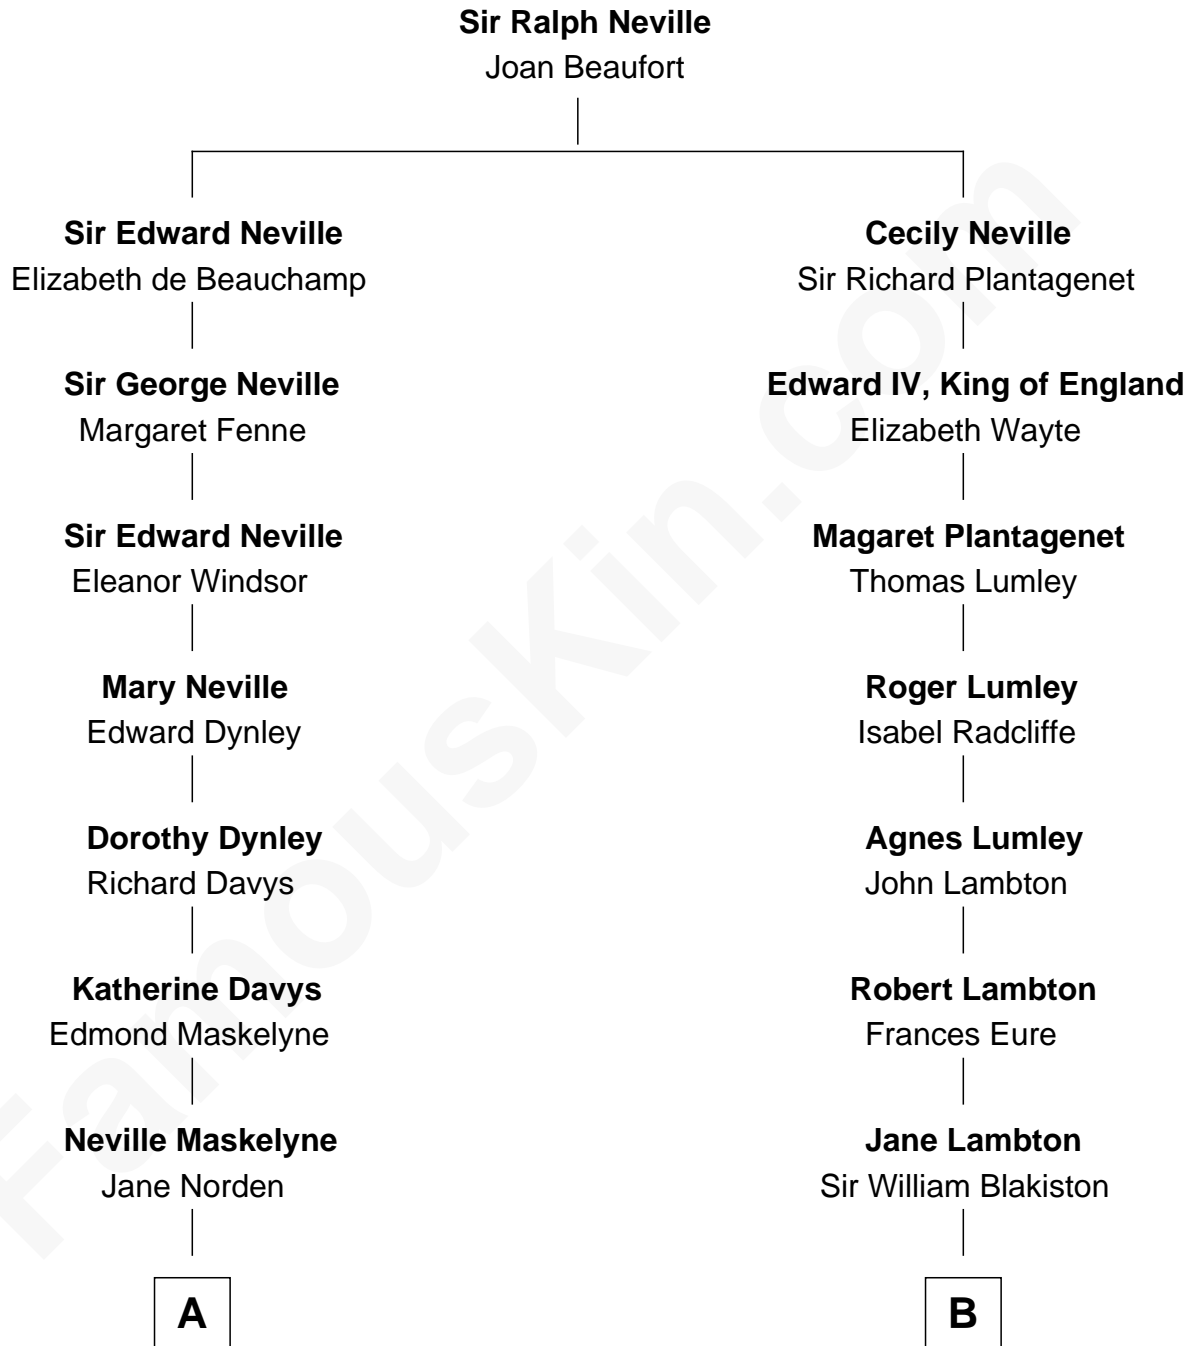 Sir Ralph Neville
Joan Beaufort
Sir Edward Neville
Elizabeth de Beauchamp
Cecily Neville
Sir Richard Plantagenet
Sir George Neville
Margaret Fenne
Edward IV, King of England
Elizabeth Wayte
Sir Edward Neville
Eleanor Windsor
Magaret Plantagenet
Thomas Lumley
Mary Neville
Edward Dynley
Roger Lumley
Isabel Radcliffe
Dorothy Dynley
Richard Davys
Agnes Lumley
John Lambton
Katherine Davys
Edmond Maskelyne
Robert Lambton
Frances Eure
Neville Maskelyne
Jane Norden
Jane Lambton
Sir William Blakiston
A
B
FamousKin.com